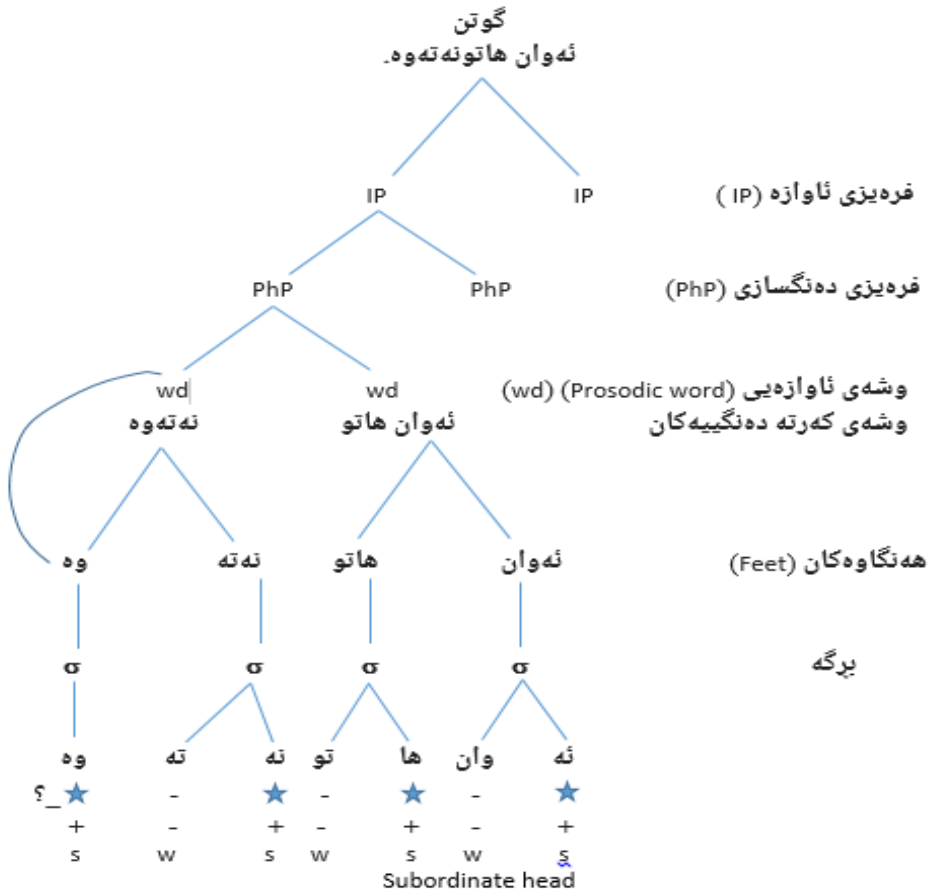 گوتن
ئەوان هاتونەتەوە.
IP IP فرەیزی ئاوازە (IP )
PhP PhP فرەیزی دەنگسازی (PhP)
wd wd وشەی ئاوازەیی (Prosodic word) (wd)
نەتەوە ئەوان هاتو وشەی کەرتە دەنگییەکان
وە نەتە هاتو ئەوان هەنگاوەکان (Feet)
σ σ σ σ برگە
وە تە نە تو ها وان ئە
؟_ ★ - ★ - ★ - ★
+ - + - + - +
s w s w s w s
Subordinate head